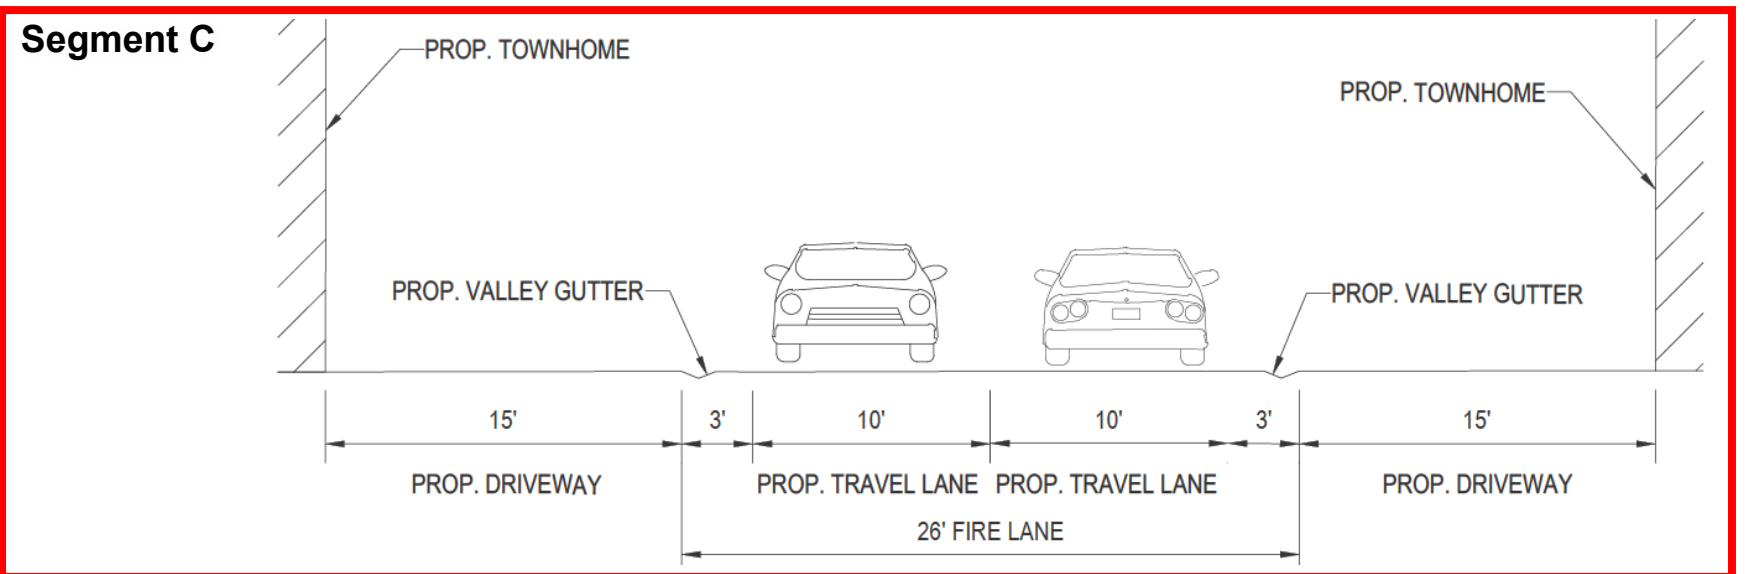 Segment C
PROP. TOWNHOME
PROP. TOWNHOME
PROP. VALLEY GUTTER
PROP. VALLEY GUTTER
15' 3' 10' 10' 3' 15'
PROP. DRIVEWAY PROP. TRAVEL LANE PROP. TRAVEL LANE PROP. DRIVEWAY
26' FIRE LANE